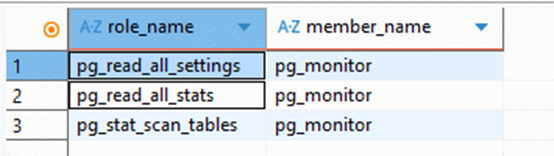 A-Z role_name A-Z member_name
1 pg_read_all_settings pg_monitor
2 pg_read_all_stats pg_monitor
3 pg_stat_scan_tables pg_monitor